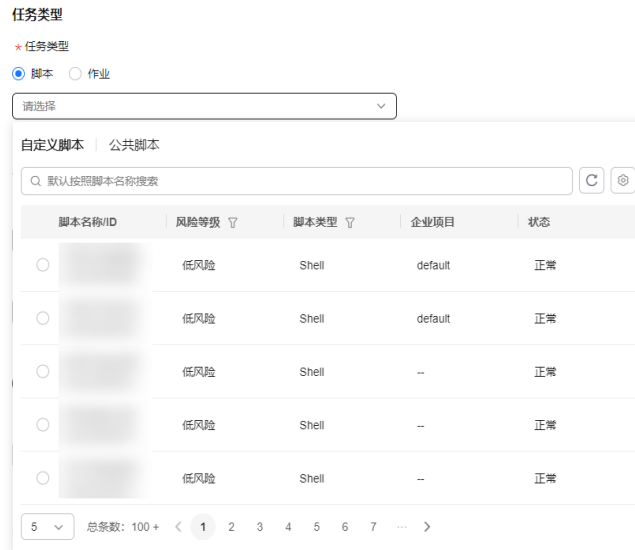 任务类型
* 任务类型
脚本 作业
请选择
自定义脚本 公共脚本
默认按照脚本名称搜索
脚本名称/ID 风险等级 脚本类型 企业项目 状态
低风险 Shell default 正常
低风险 Shell default 正常
低风险 Shell -- 正常
低风险 Shell -- 正常
低风险 Shell -- 正常
5 总条数: 100 + < 1 2 3 4 5 6 7 ... >